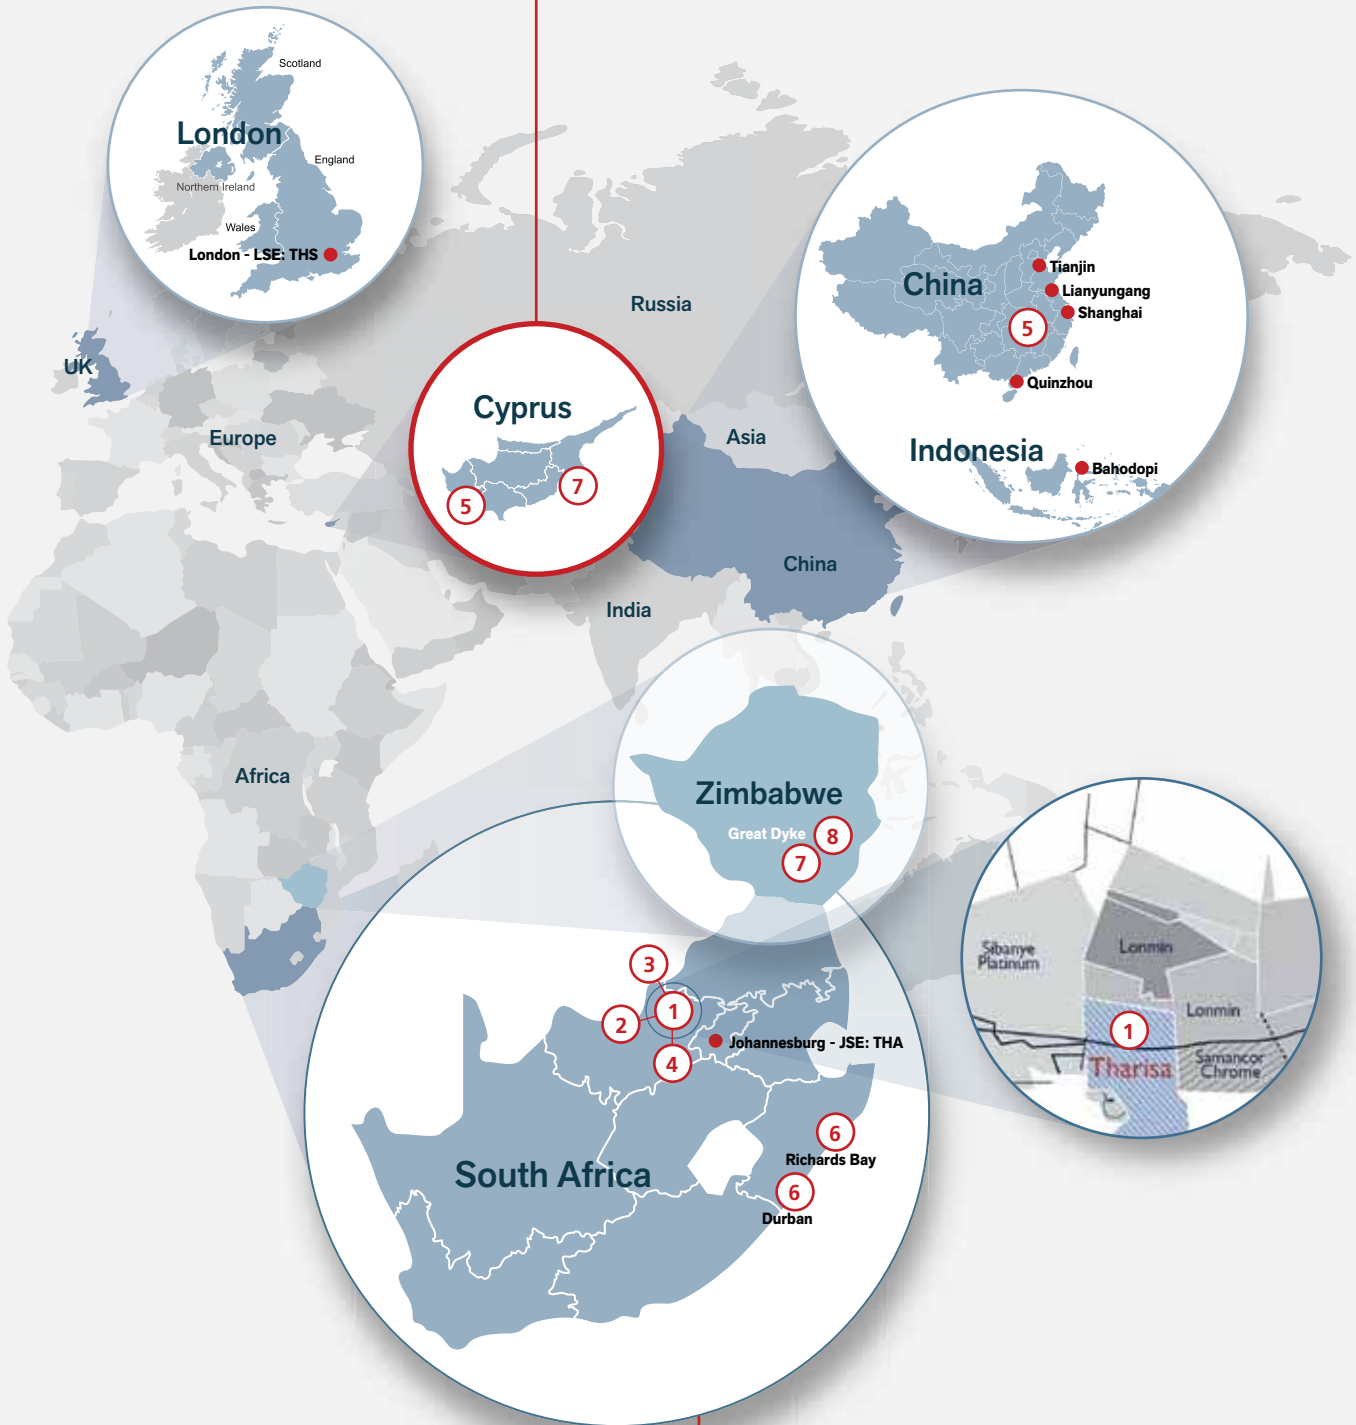 Scotland
London
England
Northern Ireland
Wales
London - LSE: THS
UK
Europe
Russia
Asia
China
India
Africa
Cyprus
5
7
China
Tianjin
Lianyungang
Shanghai
5
Quinzhou
Indonesia
Bahodopi
Zimbabwe
Great Dyke
8
7
3
1
2
4
Johannesburg - JSE: THA
South Africa
6
Richards Bay
6
Durban
Sibanye
Platinum
Lonmin
Lonmin
1
Tharisa
Samancor
Chrome